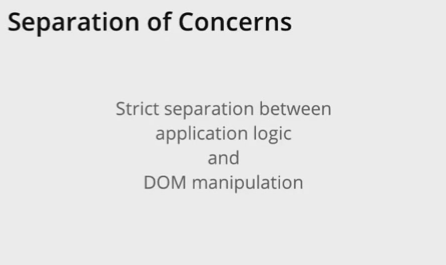 Separation of Concerns
Strict separation between
application logic
and
DOM manipulation